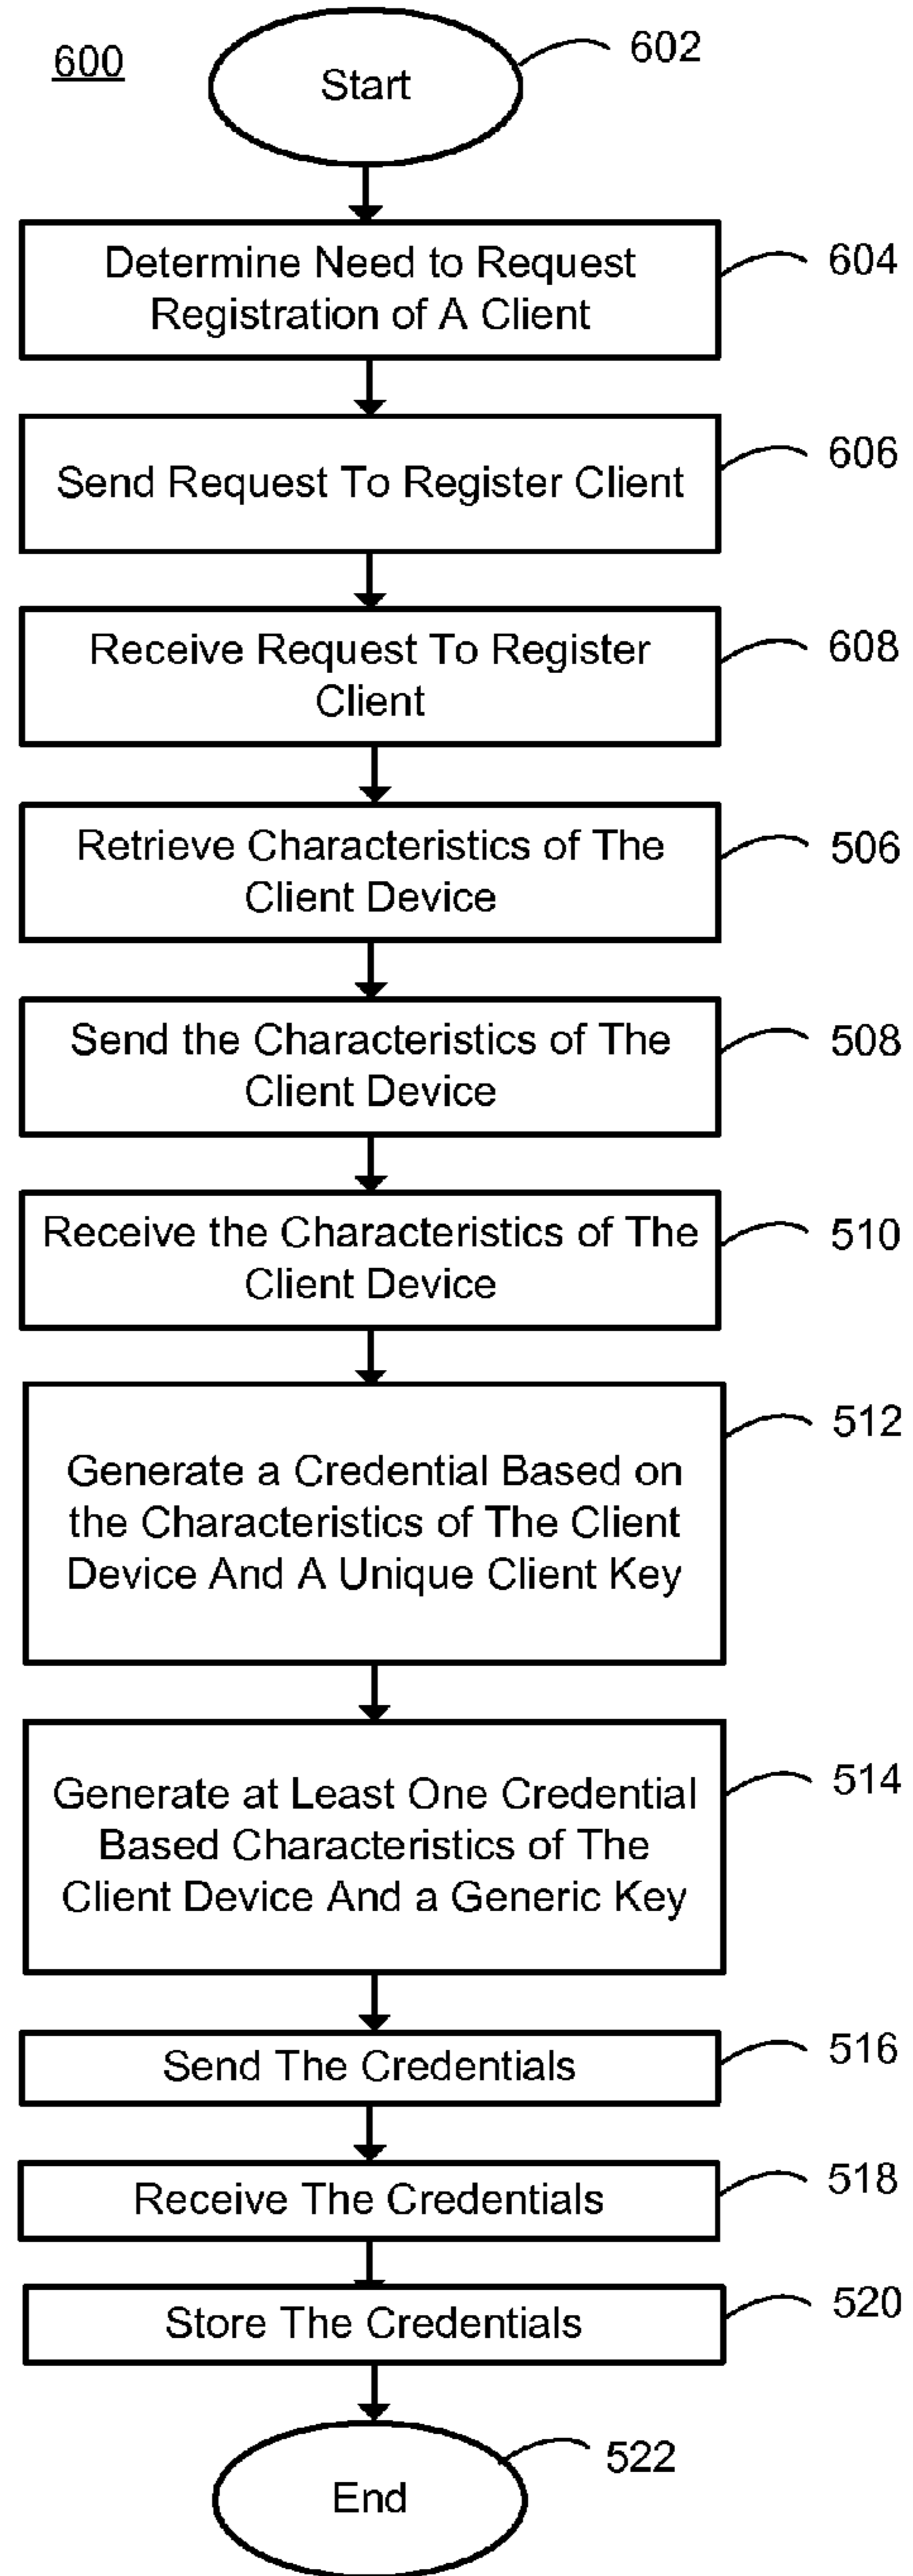 600
Start
602
Determine Need to Request
Registration of A Client
604
Send Request To Register Client
606
Receive Request To Register
Client
608
Retrieve Characteristics of The
Client Device
506
Send the Characteristics of The
Client Device
508
Receive the Characteristics of The
Client Device
510
Generate a Credential Based on
the Characteristics of The Client
Device And A Unique Client Key
512
Generate at Least One Credential
Based Characteristics of The
Client Device And a Generic Key
514
Send The Credentials
516
Receive The Credentials
518
Store The Credentials
520
End
522